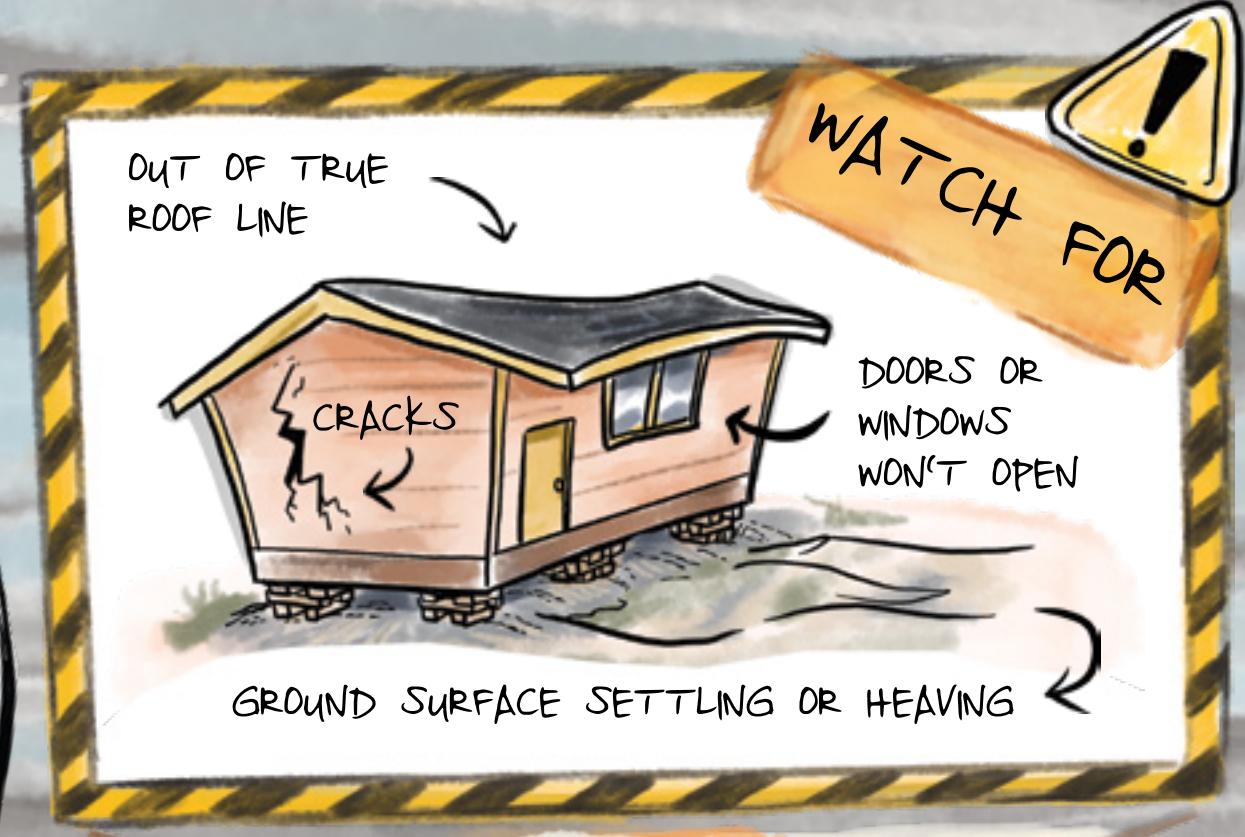 WATCH FOR
OUT OF TRUE
ROOF LINE
CRACKS
DOORS OR
WINDOWS
WON'T OPEN
GROUND SURFACE SETTLING OR HEAVING